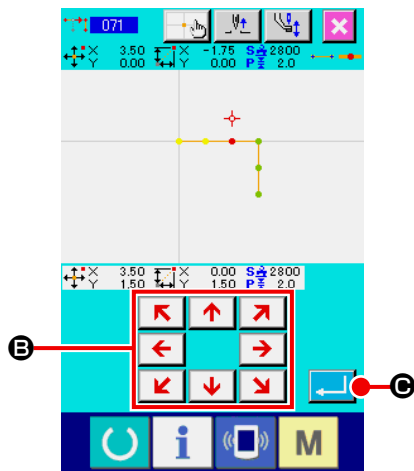 071
X 3.50 X -1.75 S 2800
Y 0.00 Y 0.00 P 2.0
X 3.50 X 0.00 S 2800
Y 1.50 Y 1.50 P 2.0
B
C
i M